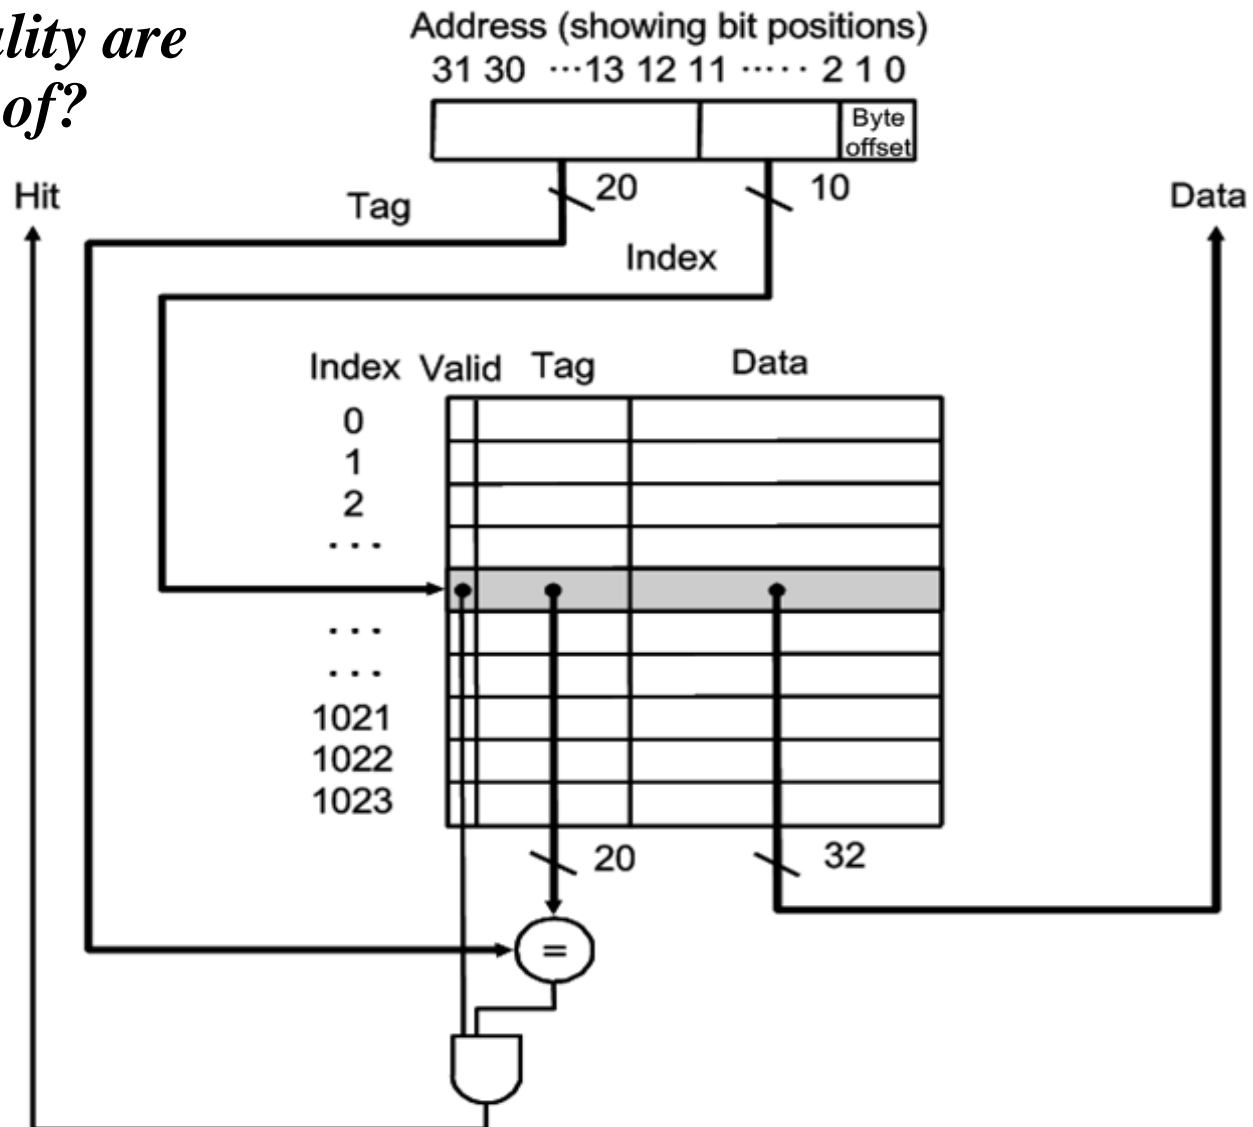 ality are
of?
Address (showing bit positions)
31 30 ···13 12 11 ····· 2 1 0
Byte
offset
20
10
Hit
Tag
Data
Index
Index Valid Tag Data
0
1
2
···
···
···
1021
1022
1023
20
32
=